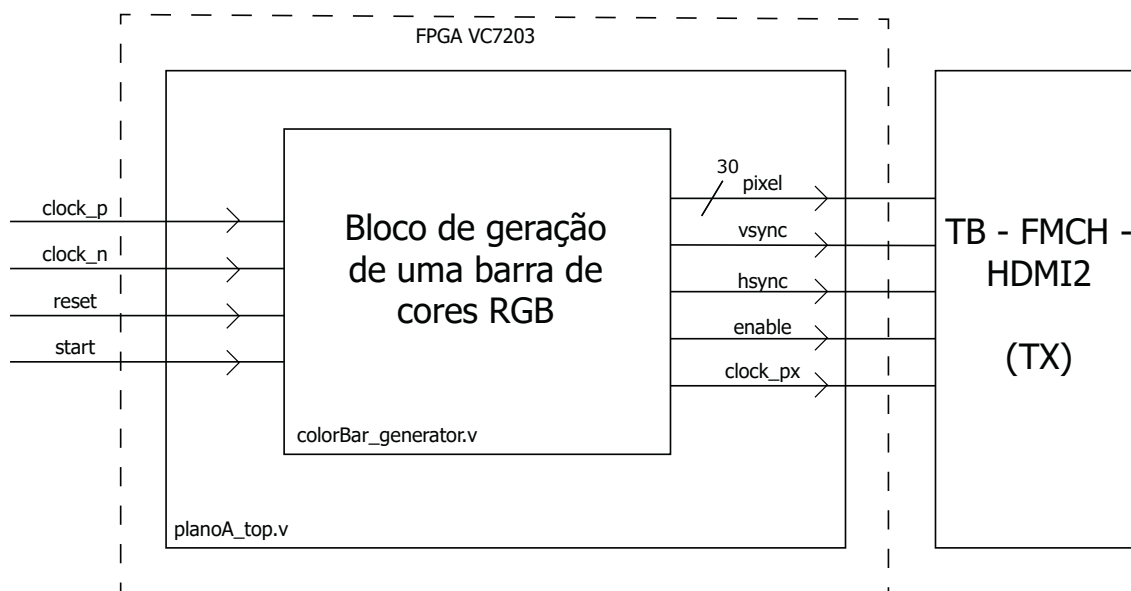 FPGA VC7203
clock_p
clock_n
reset
start
Bloco de geração
de uma barra de
cores RGB
colorBar_generator.v
planoA_top.v
30
pixel
vsync
hsync
enable
clock_px
TB - FMCH -
HDMI2
(TX)